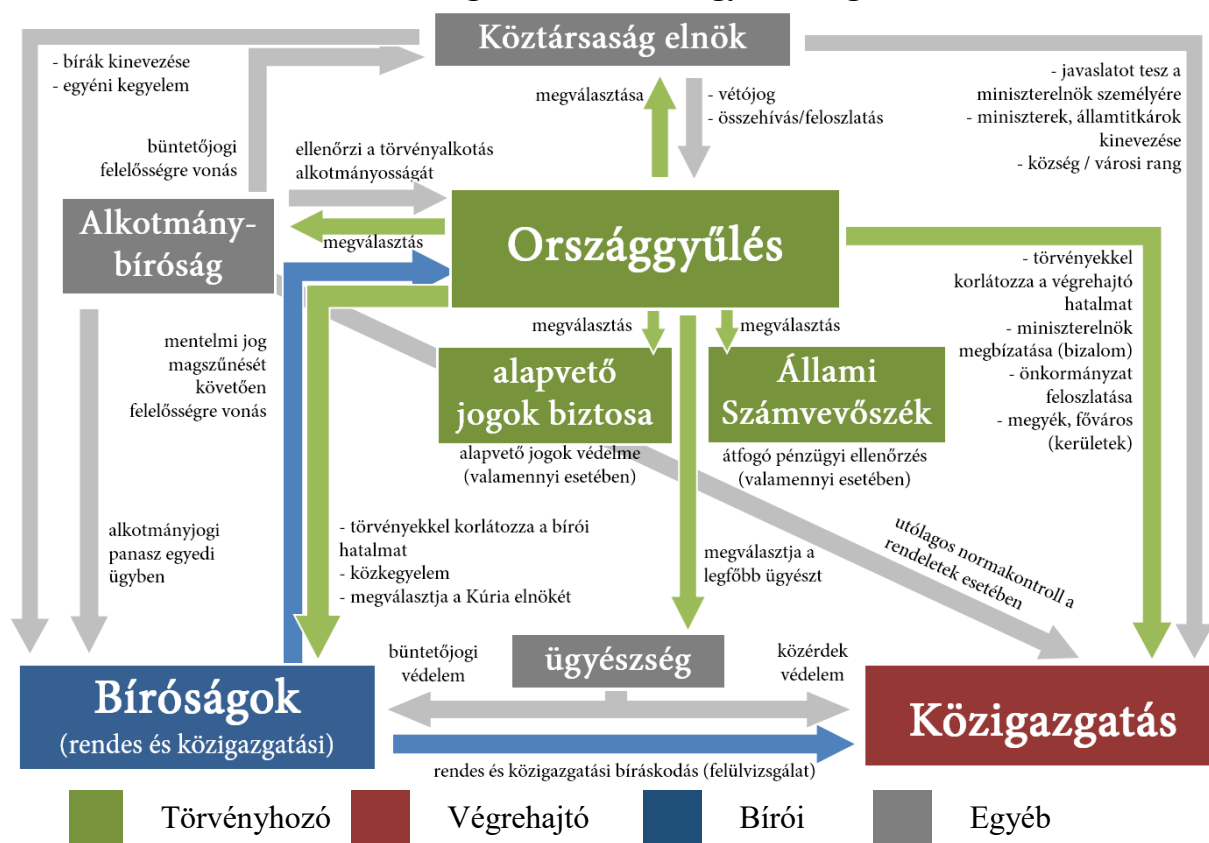 Köztársaság elnök
- bírák kinevezése
- egyéni kegyelem
megválasztása
- vétójog
- összehívás/feloszlatás
- javaslatot tesz a
miniszterelnök személyére
- miniszterek, államtitkárok
kinevezése
- község / városi rang
büntetőjogi
felelősségre vonás
ellenőrzi a törvényalkotás
alkotmányosságát
Alkotmány-
bíróság
megválasztás
Országgyűlés
- törvényekkel
korlátozza a végrehajtó
hatalmat
- miniszterelnök
megbízatása (bizalom)
- önkormányzat
feloszlatása
- megyék, főváros
(kerületek)
mentelmi jog
magszűnését
követően
felelősségre vonás
megválasztás
megválasztás
alapvető
jogok biztosa
Állami
Számvevőszék
alapvető jogok védelme
(valamennyi esetében)
átfogó pénzügyi ellenőrzés
(valamennyi esetében)
alkotmányjogi
panasz egyedi
ügyben
- törvényekkel korlátozza a bírói
hatalmat
- közkegyelem
- megválasztja a Kúria elnökét
megválasztja a
legfőbb ügyészt
utólagos normakontroll a
rendeletek esetében
büntetőjogi
védelem
ügyészség
közérdek
védelem
Bíróságok
(rendes és közigazgatási)
Közigazgatás
rendes és közigazgatási bíráskodás (felülvizsgálat)
Törvényhozó
Végrehajtó
Bírói
Egyéb